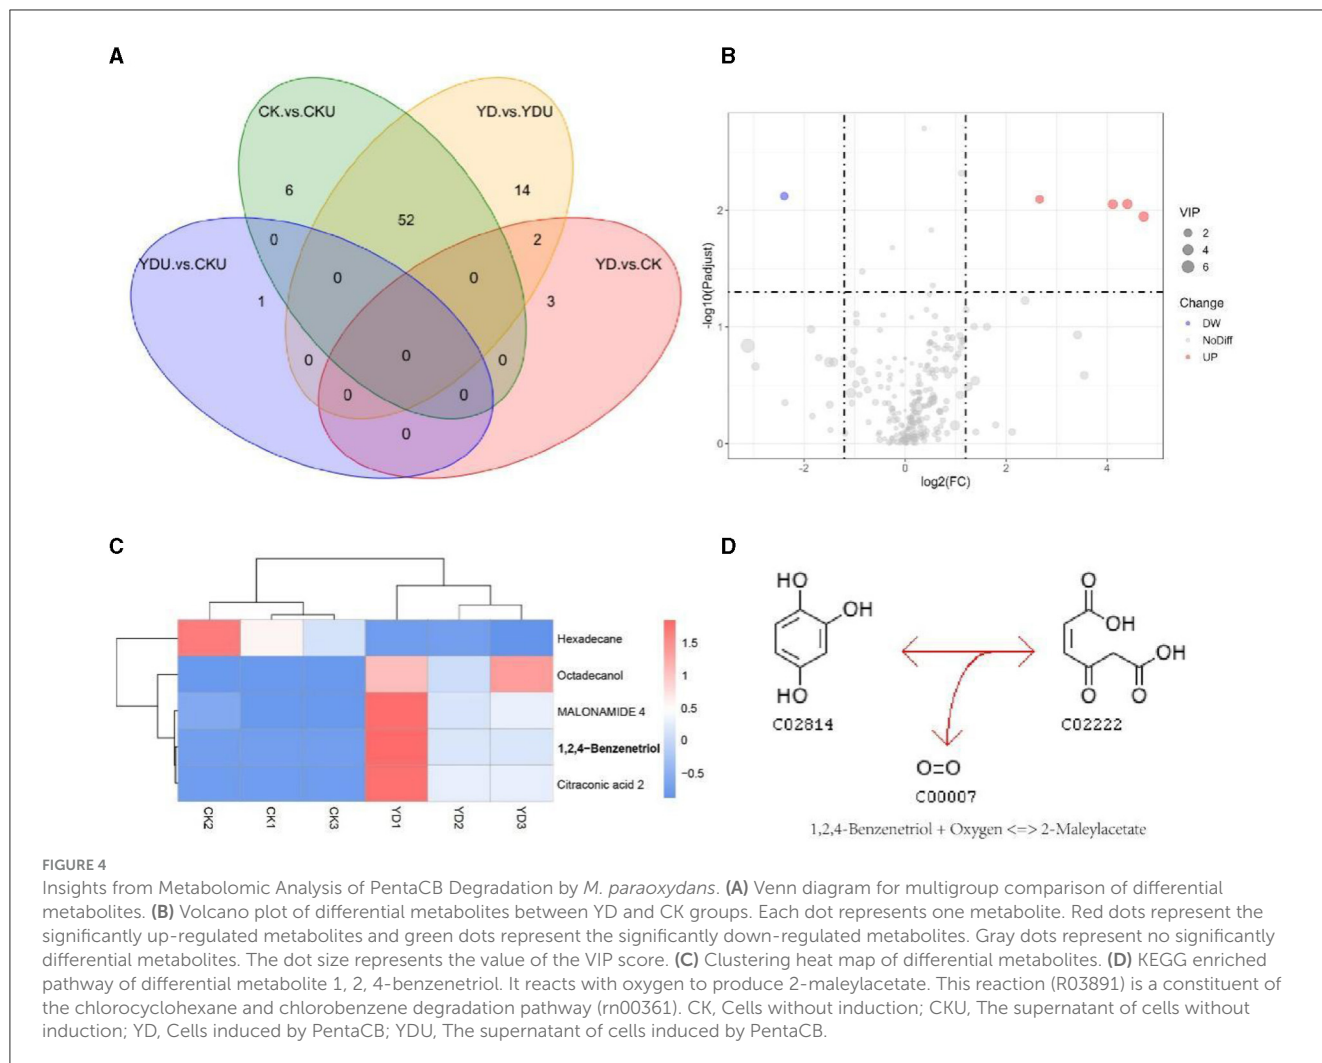 A
CK.vs.CKU
YD.vs.YDU
6
14
52
0
2
YDU.vs.CKU
YD.vs.CK
0
0
1
3
0
0
0
0
0
0
B
-log10(Padjust)
2
1
0
-2
0
2
4
log2(FC)
VIP
2
4
6
Change
DW
NoDiff
UP
C
Hexadecane
Octadecanol
MALONAMIDE 4
1,2,4−Benzenetriol
Citraconic acid 2
CK2
CK1
CK3
YD1
YD2
YD3
1.5
1
0.5
0
−0.5
D
HO
OH
HO
C02814
O
OH
OH
O
O
C02222
O=O
C00007
1,2,4-Benzenetriol + Oxygen <=> 2-Maleylacetate
FIGURE 4
Insights from Metabolomic Analysis of PentaCB Degradation by M. paraoxydans. (A) Venn diagram for multigroup comparison of differential
metabolites. (B) Volcano plot of differential metabolites between YD and CK groups. Each dot represents one metabolite. Red dots represent the
significantly up-regulated metabolites and green dots represent the significantly down-regulated metabolites. Gray dots represent no significantly
differential metabolites. The dot size represents the value of the VIP score. (C) Clustering heat map of differential metabolites. (D) KEGG enriched
pathway of differential metabolite 1, 2, 4-benzenetriol. It reacts with oxygen to produce 2-maleylacetate. This reaction (R03891) is a constituent of
the chlorocyclohexane and chlorobenzene degradation pathway (rn00361). CK, Cells without induction; CKU, The supernatant of cells without
induction; YD, Cells induced by PentaCB; YDU, The supernatant of cells induced by PentaCB.